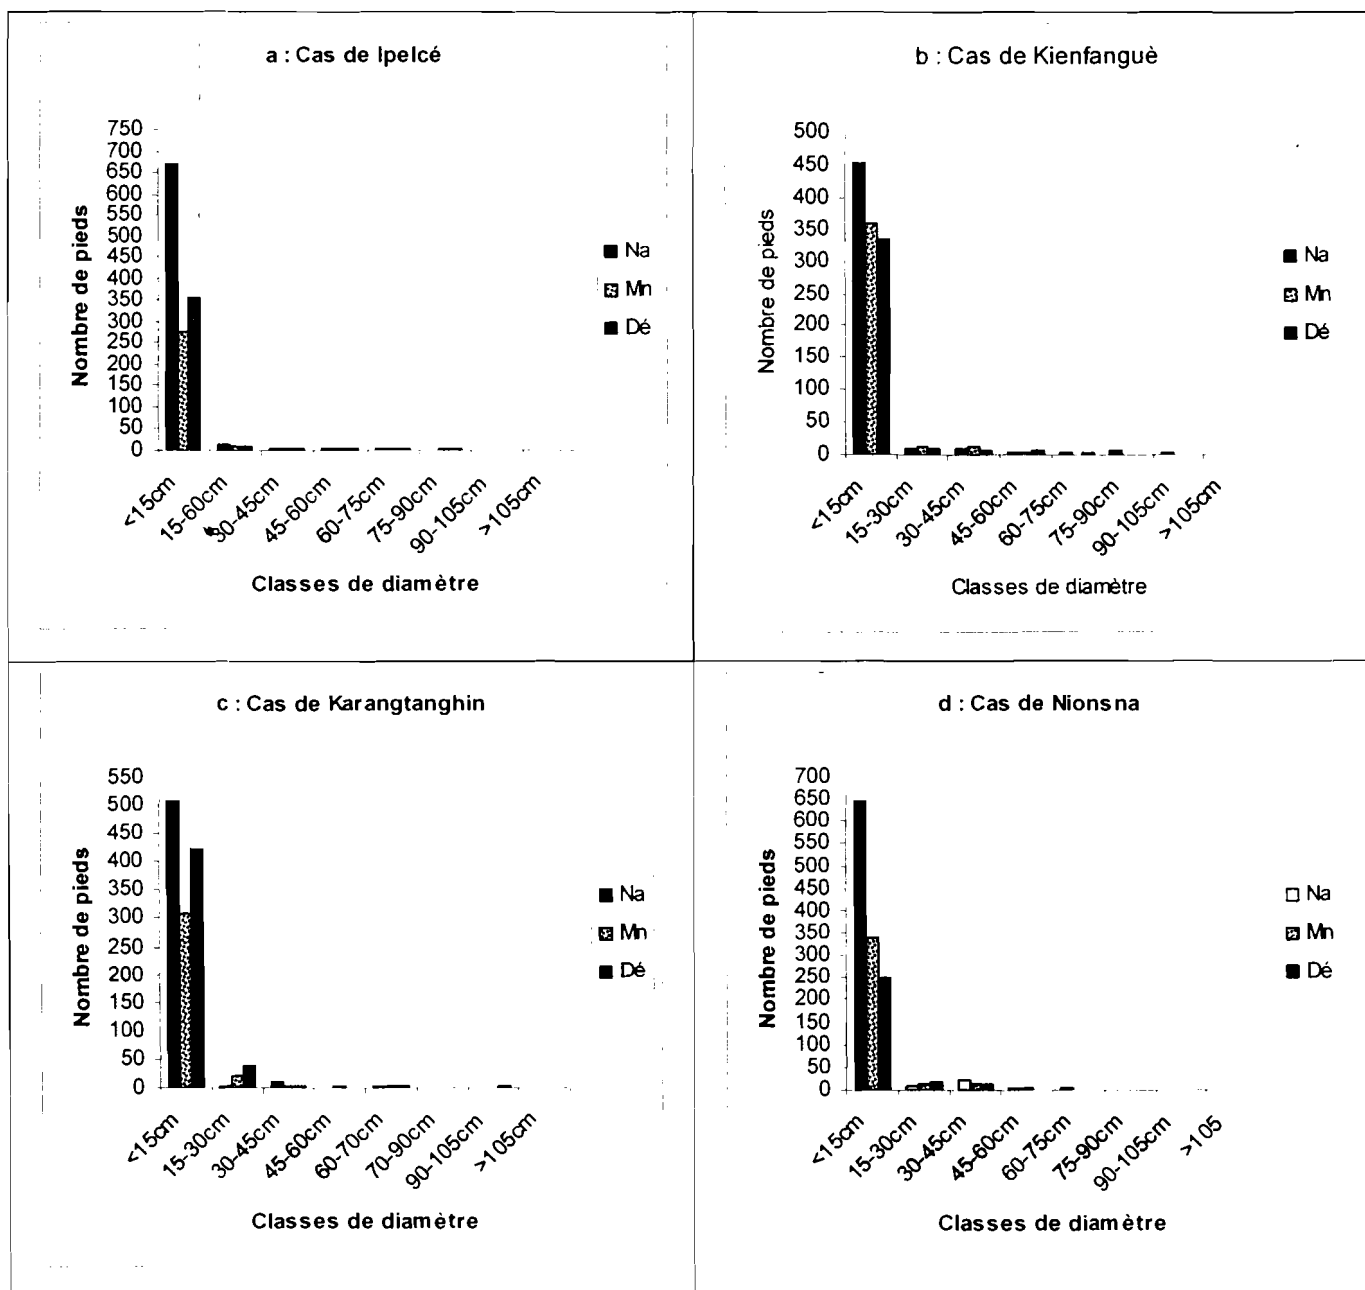 a : Cas de Ipelcé
Nombre de pieds
750
700
650
600
550
500
450
400
350
300
250
200
150
100
50
0
<15cm
15-60cm
30-45cm
45-60cm
60-75cm
75-90cm
90-105cm
>105cm
Classes de diamètre
Na
Mn
Dé
b : Cas de Kienfanguè
Nombre de pieds
500
450
400
350
300
250
200
150
100
50
0
<15cm
15-30cm
30-45cm
45-60cm
60-75cm
75-90cm
90-105cm
>105cm
Classes de diamètre
Na
Mn
Dé
c : Cas de Karangtanghin
Nombre de pieds
550
500
450
400
350
300
250
200
150
100
50
0
<15cm
15-30cm
30-45cm
45-60cm
60-70cm
70-90cm
90-105cm
>105cm
Classes de diamètre
Na
Mn
Dé
d : Cas de Nionsna
Nombre de pieds
700
650
600
550
500
450
400
350
300
250
200
150
100
50
0
<15cm
15-30cm
30-45cm
45-60cm
60-75cm
75-90cm
90-105cm
>105
Classes de diamètre
Na
Mn
Dé